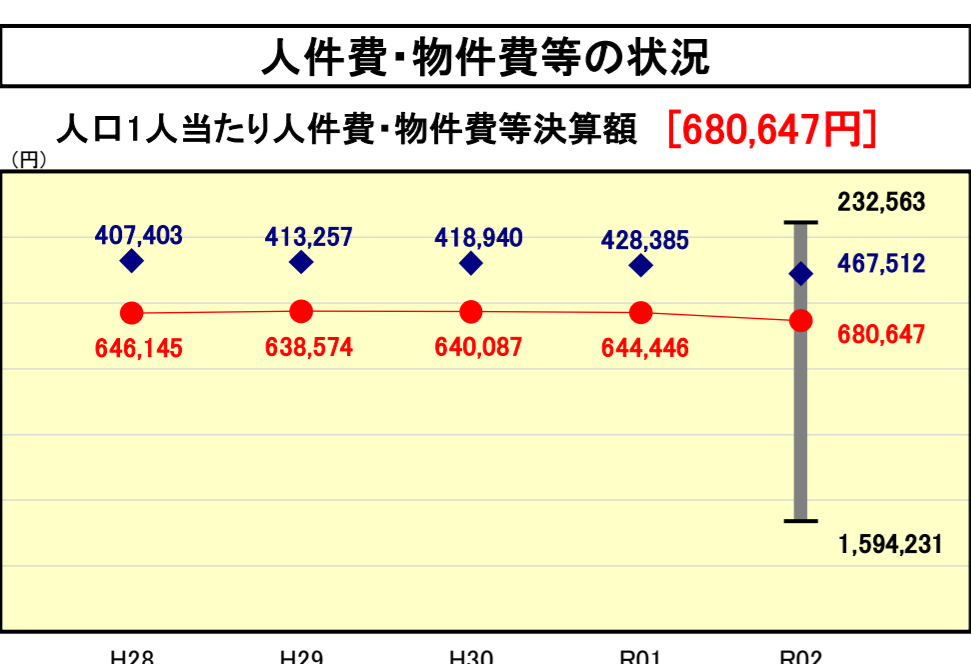 人件費・物件費等の状況
人口1人当たり人件費・物件費等決算額 [680,647円]
(円)
232,563
407,403 413,257 418,940 428,385 467,512
646,145 638,574 640,087 644,446 680,647
1,594,231
H28 H29 H30 R01 R02